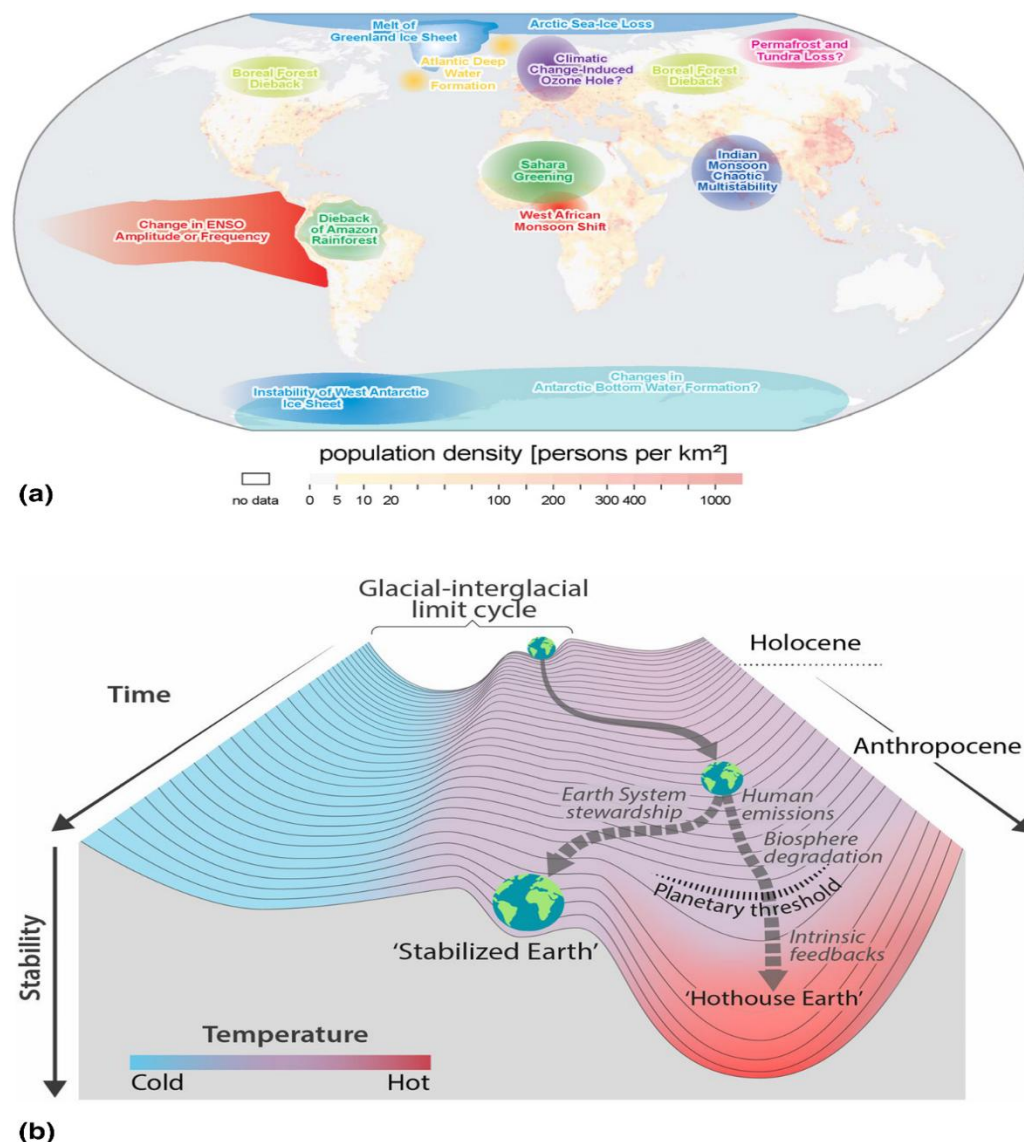 Melt of
Greenland Ice Sheet
Arctic Sea-Ice Loss
Atlantic Deep
Water
Formation
Climatic
Change-Induced
Ozone Hole?
Permafrost and
Tundra Loss?
Boreal Forest
Dieback
Boreal Forest
Dieback
Sahara
Greening
Indian
Monsoon
Chaotic
Multistability
West African
Monsoon Shift
Change in ENSO
Amplitude or Frequency
Dieback
of Amazon
Rainforest
Instability of West Antarctic
Ice Sheet
Changes in
Antarctic Bottom Water Formation?
population density [persons per km²]
no data
0 5 10 20 100 200 300 400 1000
(a)
Glacial-interglacial
limit cycle
Holocene
Time
Anthropocene
Earth System
stewardship
Human
emissions
Biosphere
degradation
Planetary threshold
Stability
'Stabilized Earth'
Intrinsic
feedbacks
'Hothouse Earth'
Temperature
Cold Hot
(b)